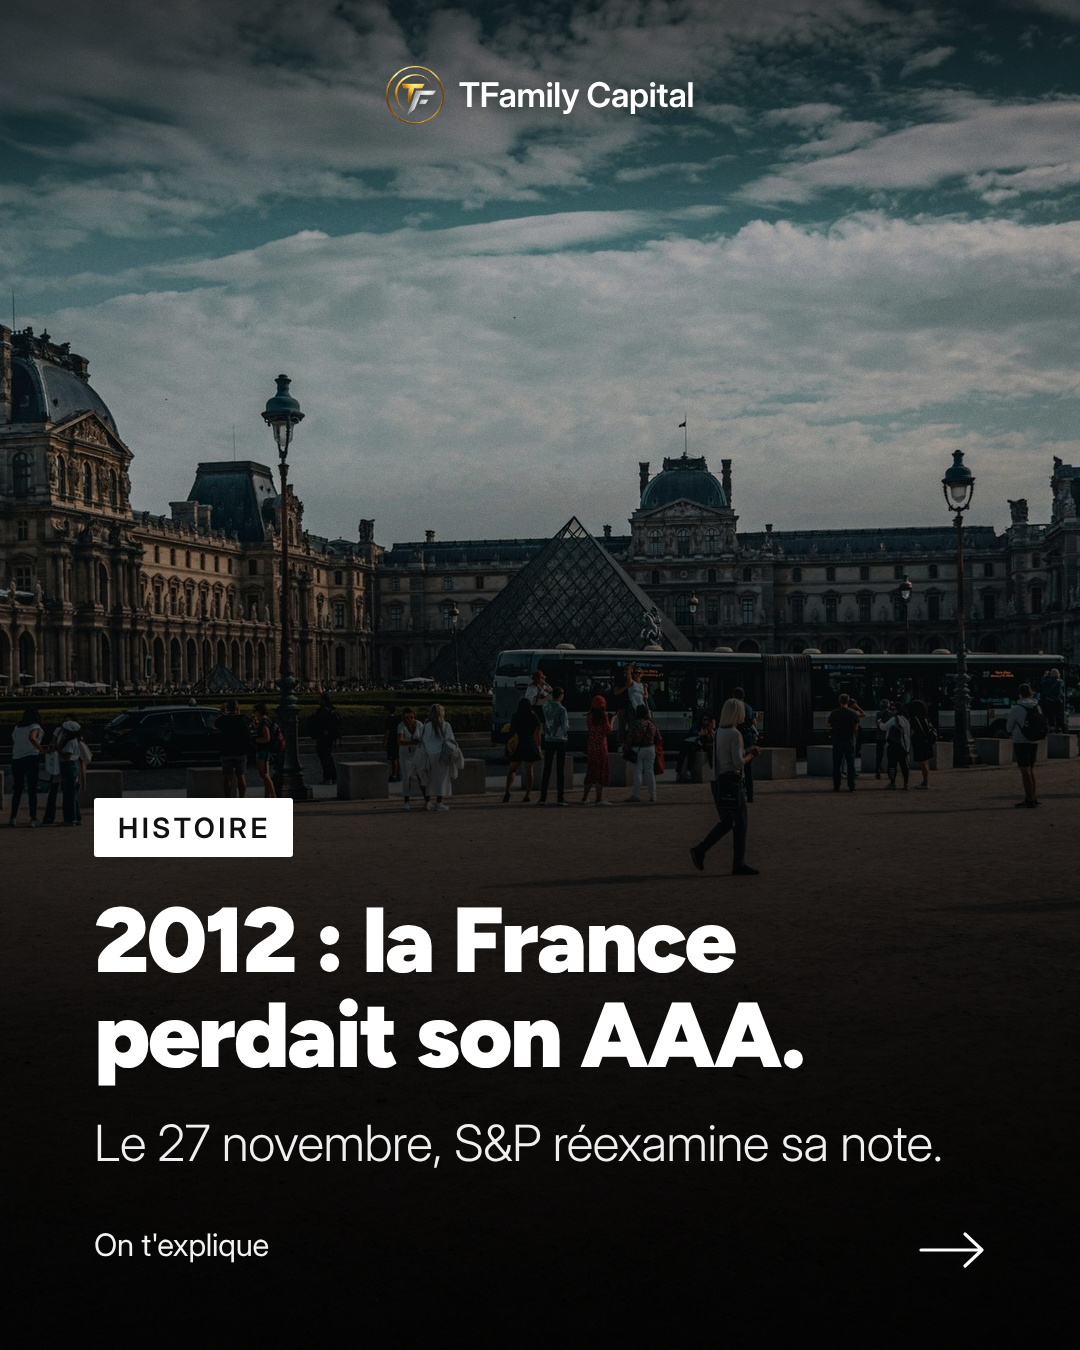 TFamily Capital
HISTOIRE
2012 : la France
perdait son AAA.
Le 27 novembre, S&P réexamine sa note.
On t'explique